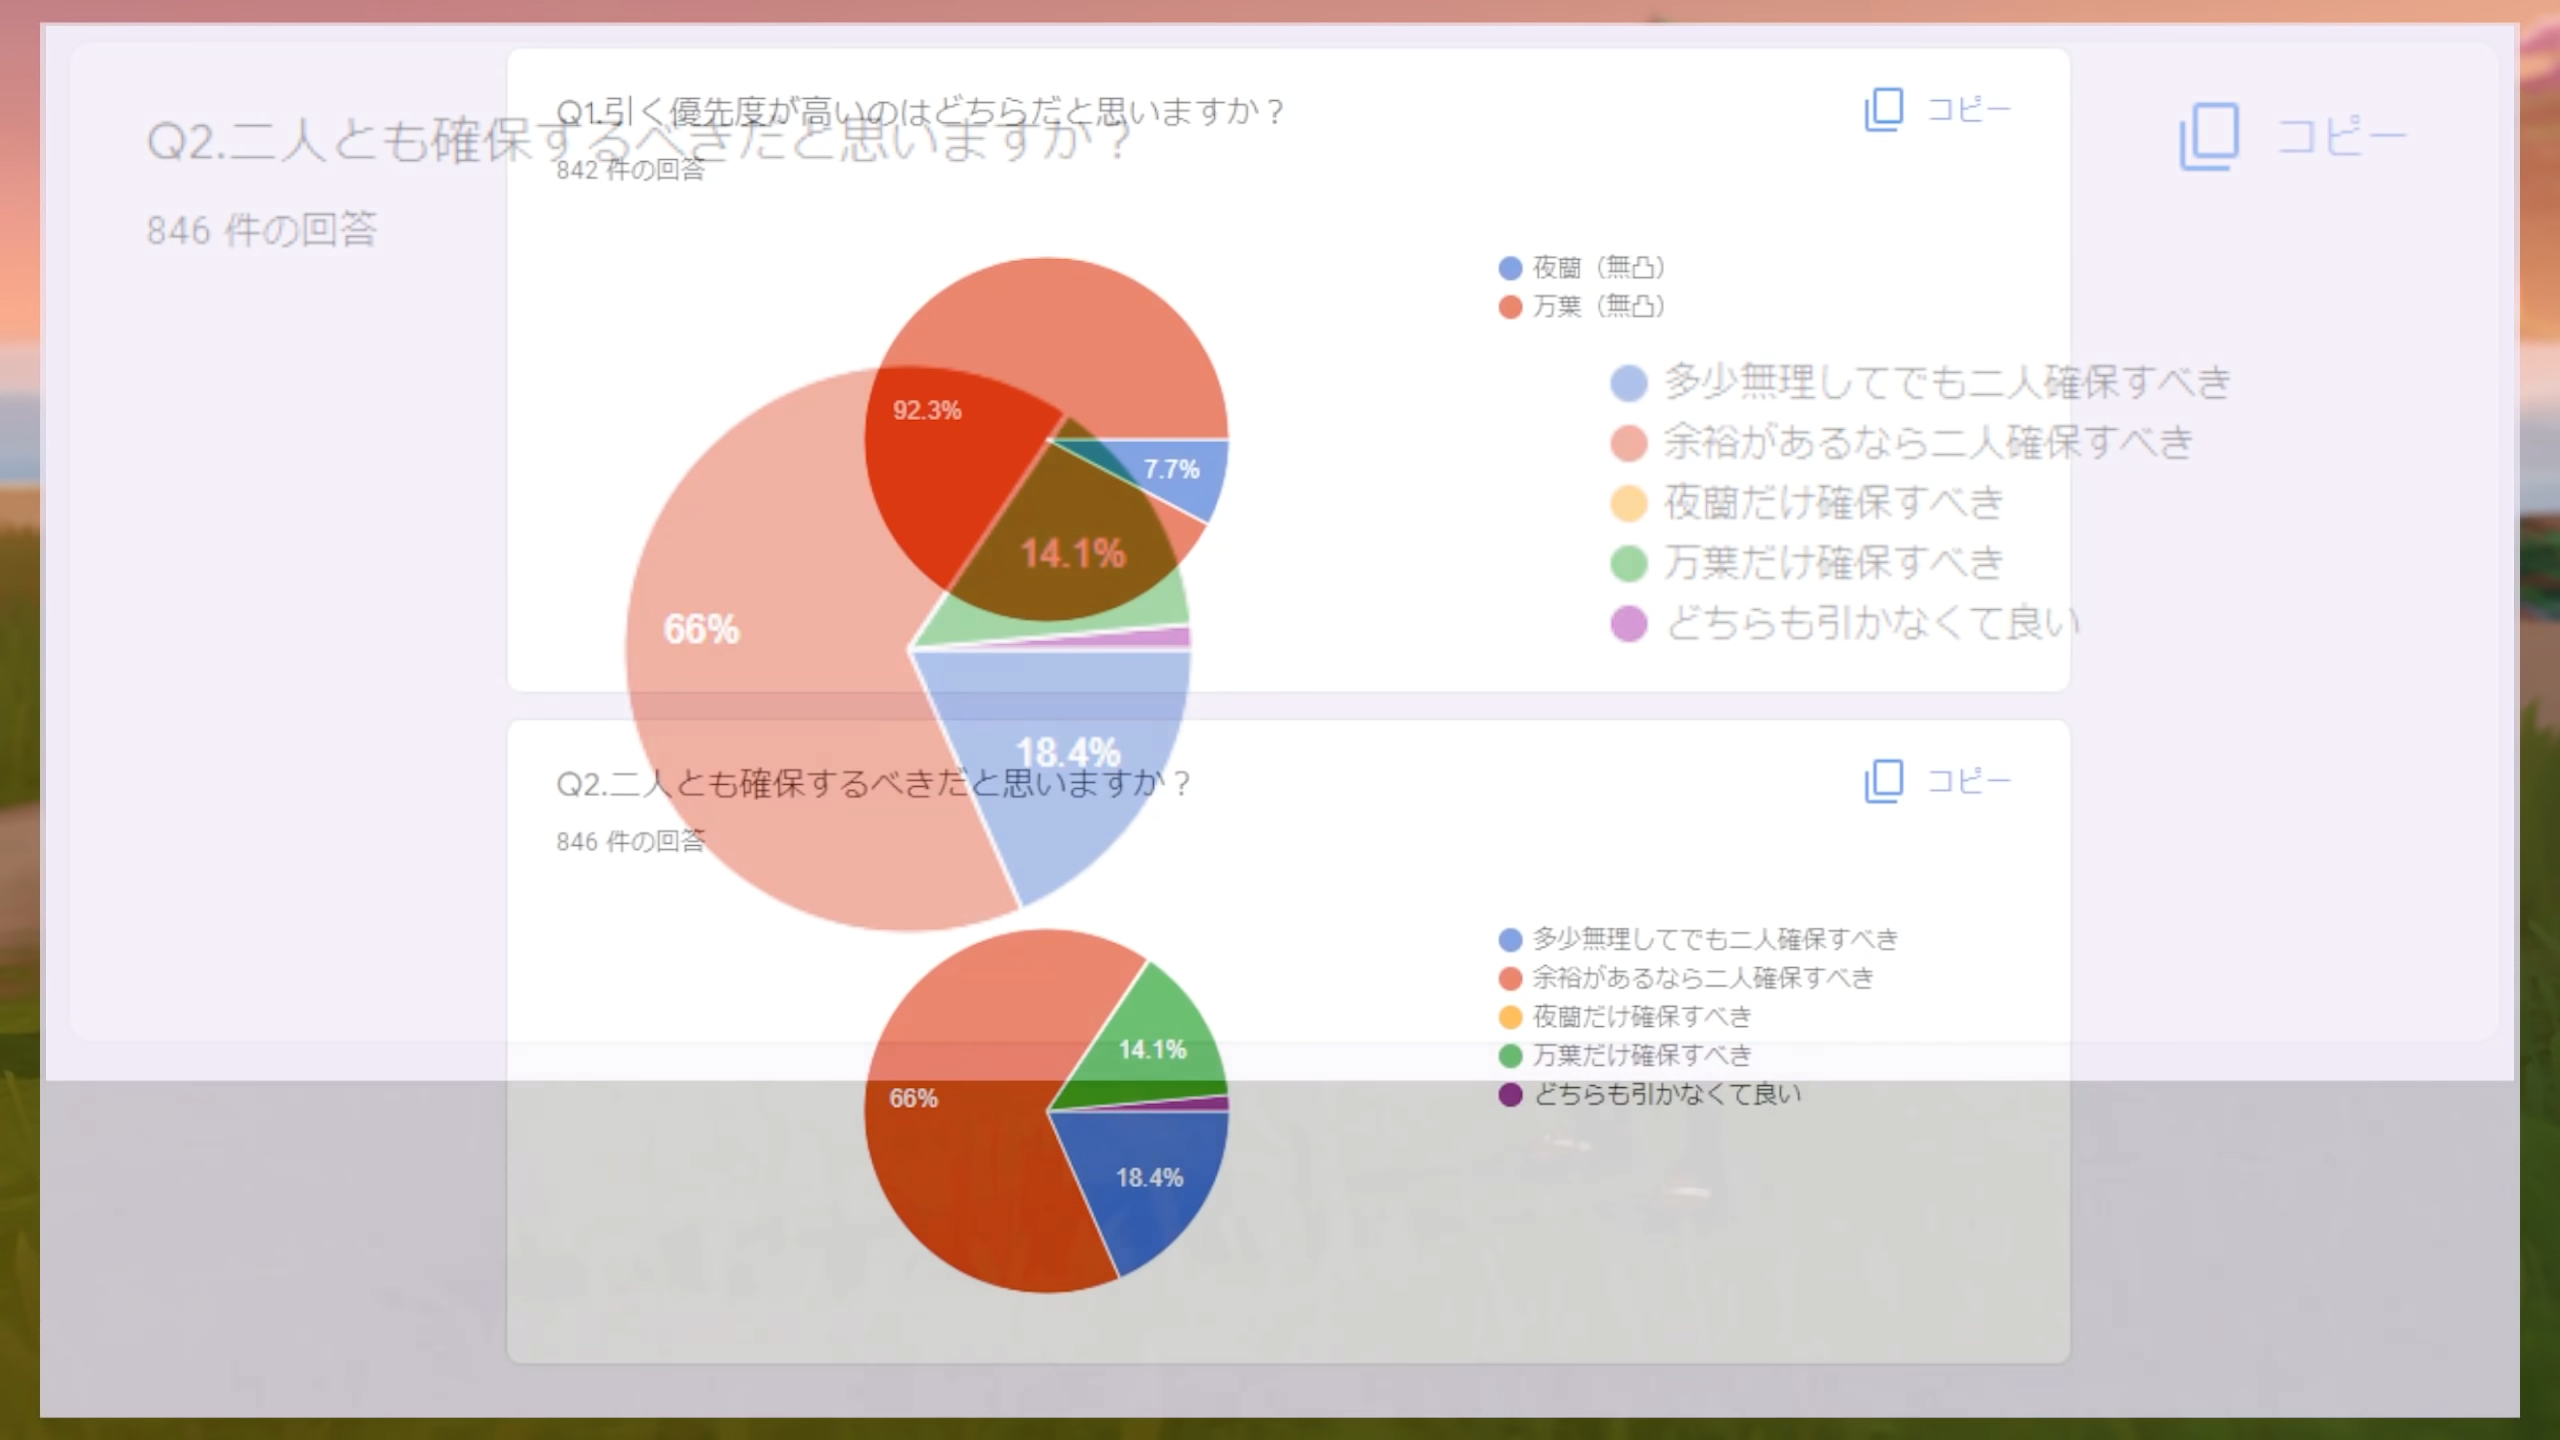 Q1.引く優先度が高いのはどちらだと思いますか？
842 件の回答
コピー
夜蘭（無凸）
万葉（無凸）
92.3%
7.7%
Q2.二人とも確保するべきだと思いますか？
846 件の回答
コピー
多少無理してでも二人確保すべき
余裕があるなら二人確保すべき
夜蘭だけ確保すべき
万葉だけ確保すべき
どちらも引かなくて良い
14.1%
66%
18.4%
Q2.二人とも確保するべきだと思いますか？
846 件の回答
コピー
多少無理してでも二人確保すべき
余裕があるなら二人確保すべき
夜蘭だけ確保すべき
万葉だけ確保すべき
どちらも引かなくて良い
14.1%
66%
18.4%